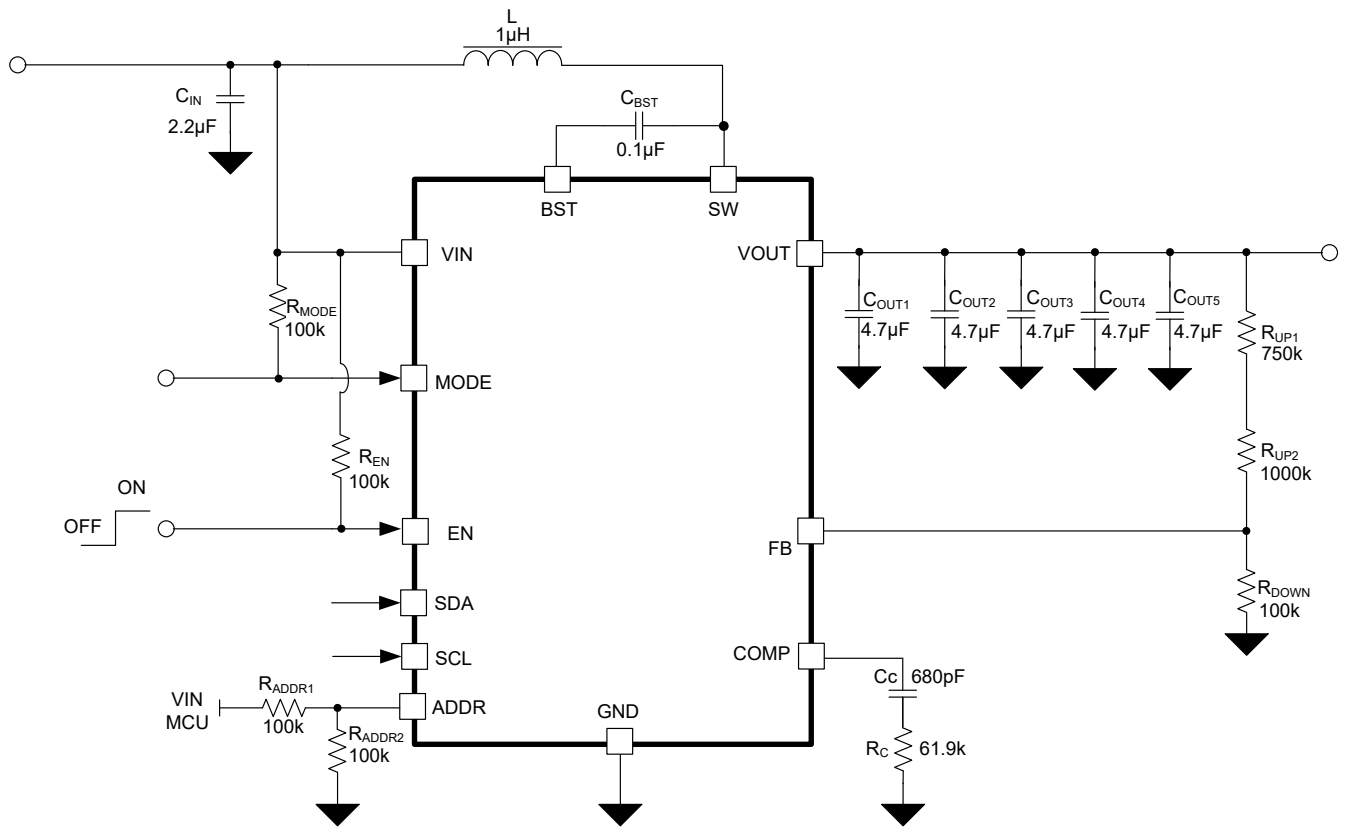 L
1µH
CIN
2.2µF
CBST
0.1µF
BST
SW
VIN
VOUT
RMODE
100k
COUT1
4.7µF
COUT2
4.7µF
COUT3
4.7µF
COUT4
4.7µF
COUT5
4.7µF
RUP1
750k
MODE
REN
100k
RUP2
1000k
ON
OFF
EN
FB
RDOWN
100k
SDA
SCL
COMP
Cc 680pF
VIN
MCU
RADDR1
100k
ADDR
RADDR2
100k
GND
RC 61.9k